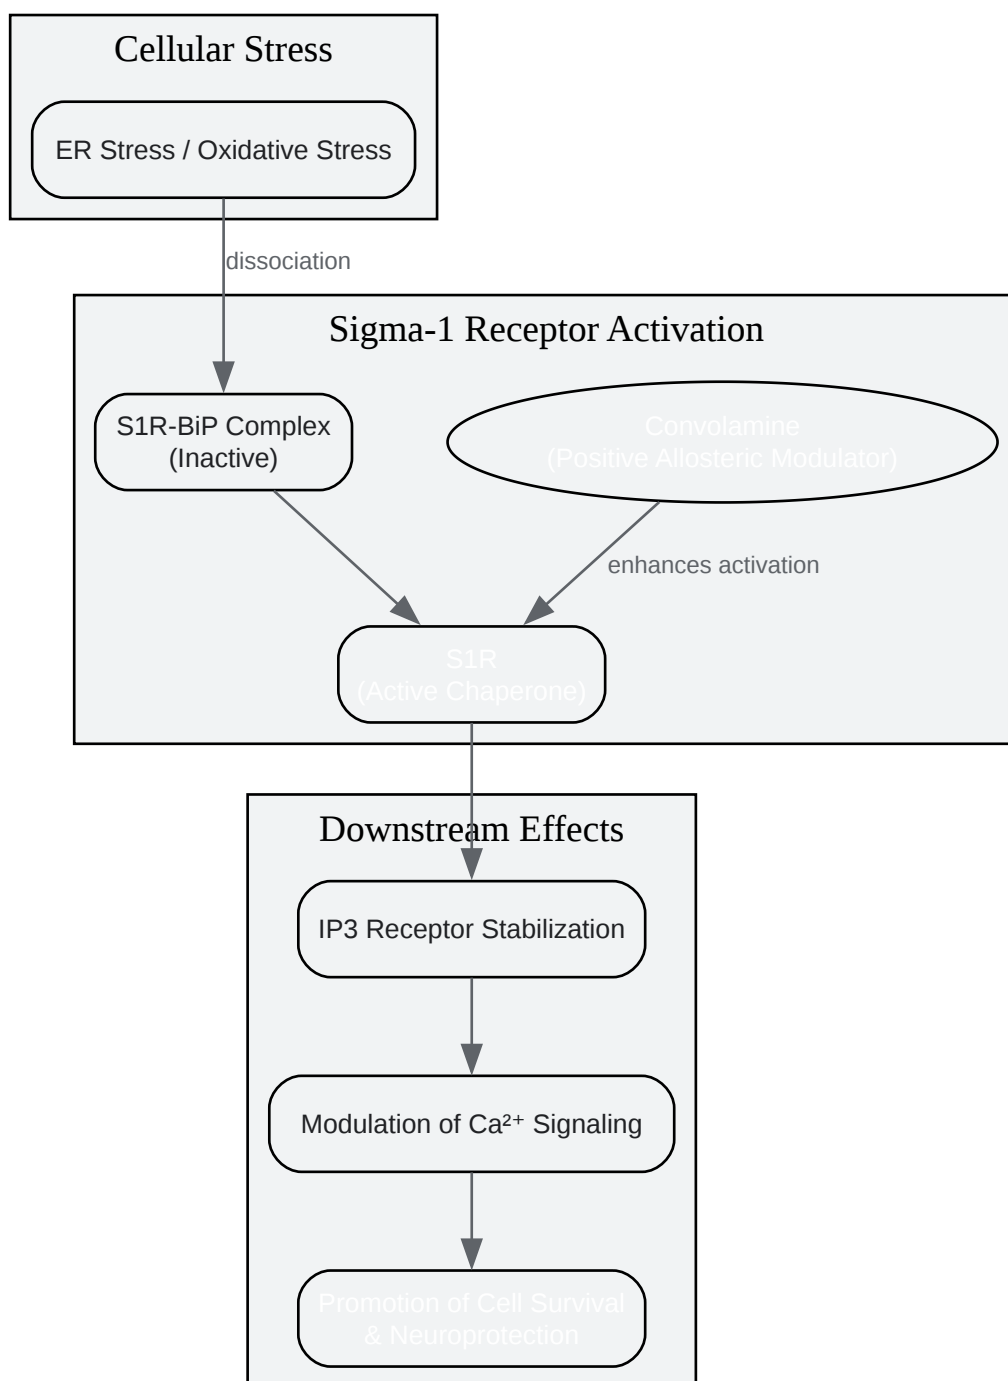 Cellular Stress
ER Stress / Oxidative Stress
dissociation
Sigma-1 Receptor Activation
S1R-BiP Complex
(Inactive)
Convolamine
(Positive Allosteric Modulator)
enhances activation
S1R
(Active Chaperone)
Downstream Effects
IP3 Receptor Stabilization
Modulation of Ca²⁺ Signaling
Promotion of Cell Survival
& Neuroprotection